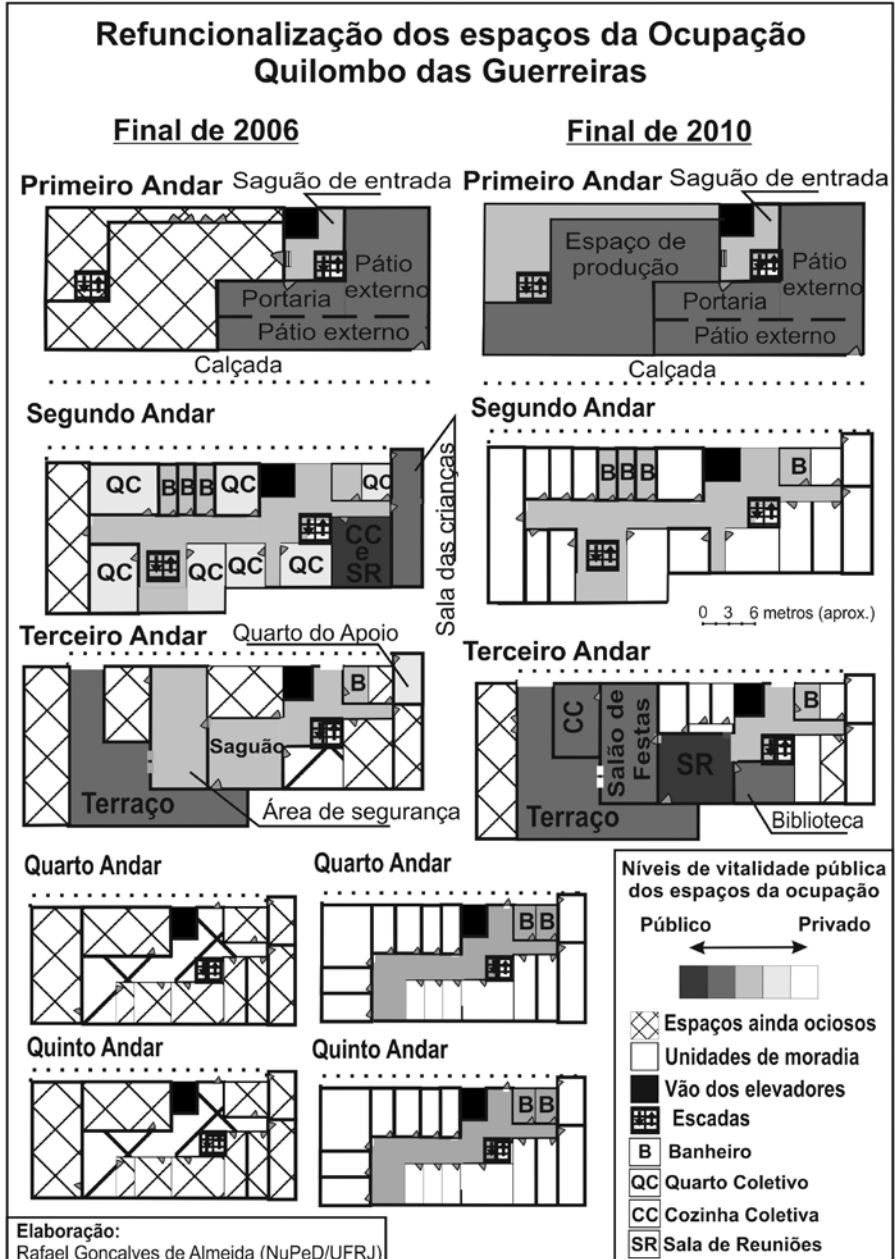 Refuncionalização dos espaços da Ocupação
Quilombo das Guerreiras
Final de 2006
Final de 2010
Primeiro Andar
Saguão de entrada
Pátio
externo
Portaria
Pátio externo
Calçada
Primeiro Andar
Saguão de entrada
Espaço de
produção
Pátio
externo
Portaria
Pátio externo
Calçada
Segundo Andar
QC
B
B
B
QC
QC
QC
QC
QC
QC
CC
e
SR
Sala das crianças
Segundo Andar
B
B
B
B
0 3 6 metros (aprox.)
Terceiro Andar
Quarto do Apoio
B
Saguão
Terraço
Área de segurança
Terceiro Andar
CC
Salão de
Festas
SR
B
Terraço
Biblioteca
Quarto Andar
Quarto Andar
B
B
Quinto Andar
Quinto Andar
B
B
Níveis de vitalidade pública
dos espaços da ocupação
Público
Privado
Espaços ainda ociosos
Unidades de moradia
Vão dos elevadores
Escadas
B Banheiro
QC Quarto Coletivo
CC Cozinha Coletiva
SR Sala de Reuniões
Elaboração:
Rafael Gonçalves de Almeida (NuPeD/UFRJ)